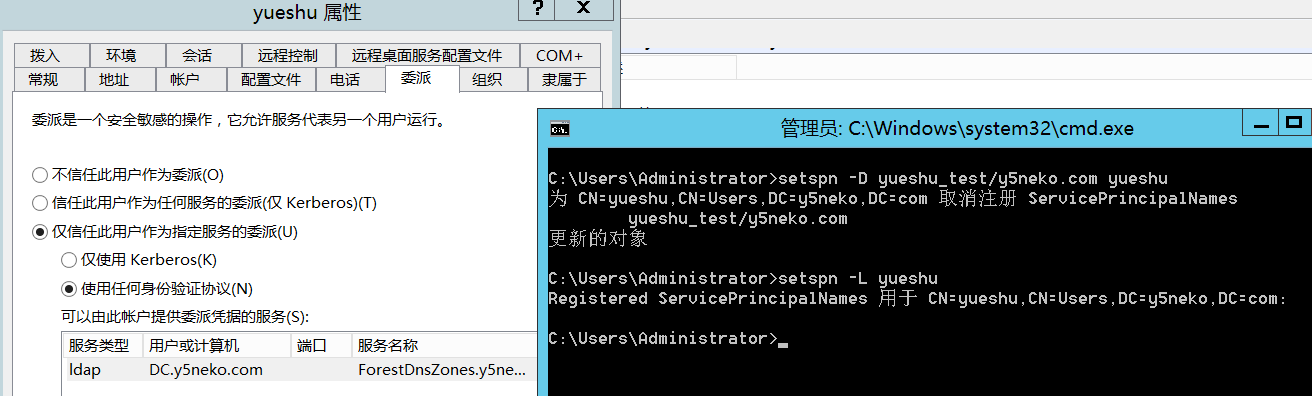 yueshu 属性
?
x
拨入 环境 会话 远程控制 远程桌面服务配置文件 COM+
常规 地址 帐户 配置文件 电话 委派 组织 隶属于
委派是一个安全敏感的操作，它允许服务代表另一个用户运行。
不信任此用户作为委派(O)
信任此用户作为任何服务的委派(仅 Kerberos)(T)
仅信任此用户作为指定服务的委派(U)
仅使用 Kerberos(K)
使用任何身份验证协议(N)
可以由此帐户提供委派凭据的服务(S):
服务类型 用户或计算机 端口 服务名称
ldap DC.y5neko.com ForestDnsZones.y5ne...
管理员: C:\Windows\system32\cmd.exe
C:\Users\Administrator>setspn -D yueshu_test/y5neko.com yueshu
为 CN=yueshu,CN=Users,DC=y5neko,DC=com 取消注册 ServicePrincipalNames
yueshu_test/y5neko.com
更新的对象
C:\Users\Administrator>setspn -L yueshu
Registered ServicePrincipalNames 用于 CN=yueshu,CN=Users,DC=y5neko,DC=com:
C:\Users\Administrator>